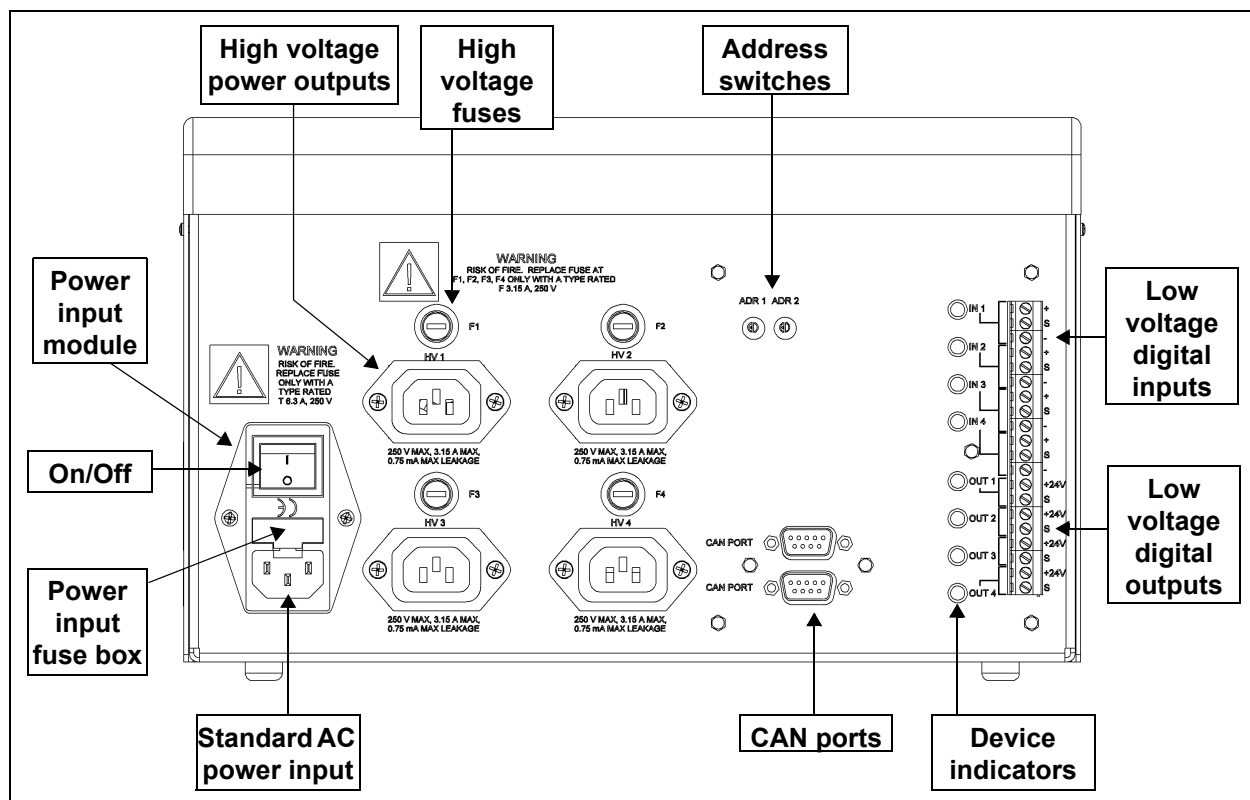 High voltage
power outputs
High
voltage
fuses
Address
switches
Power
input
module
On/Off
Power
input
fuse box
Standard AC
power input
CAN ports
Device
indicators
Low
voltage
digital
inputs
Low
voltage
digital
outputs
WARNING
RISK OF FIRE. REPLACE FUSE AT
F1, F2, F3, F4 ONLY WITH A TYPE RATED
F 3.15 A, 250 V
WARNING
RISK OF FIRE.
REPLACE FUSE
ONLY WITH A
TYPE RATED
T 6.3 A, 250 V
I
O
F1
HV 1
250 V MAX, 3.15 A MAX,
0.75 mA MAX LEAKAGE
F2
HV 2
250 V MAX, 3.15 A MAX,
0.75 mA MAX LEAKAGE
F3
HV 3
250 V MAX, 3.15 A MAX,
0.75 mA MAX LEAKAGE
F4
HV 4
250 V MAX, 3.15 A MAX,
0.75 mA MAX LEAKAGE
ADR 1 ADR 2
CAN PORT
CAN PORT
IN 1
IN 2
IN 3
IN 4
OUT 1
OUT 2
OUT 3
OUT 4
+
S
-
+
S
-
+
S
-
+
S
-
+24V
S
+24V
S
+24V
S
+24V
S